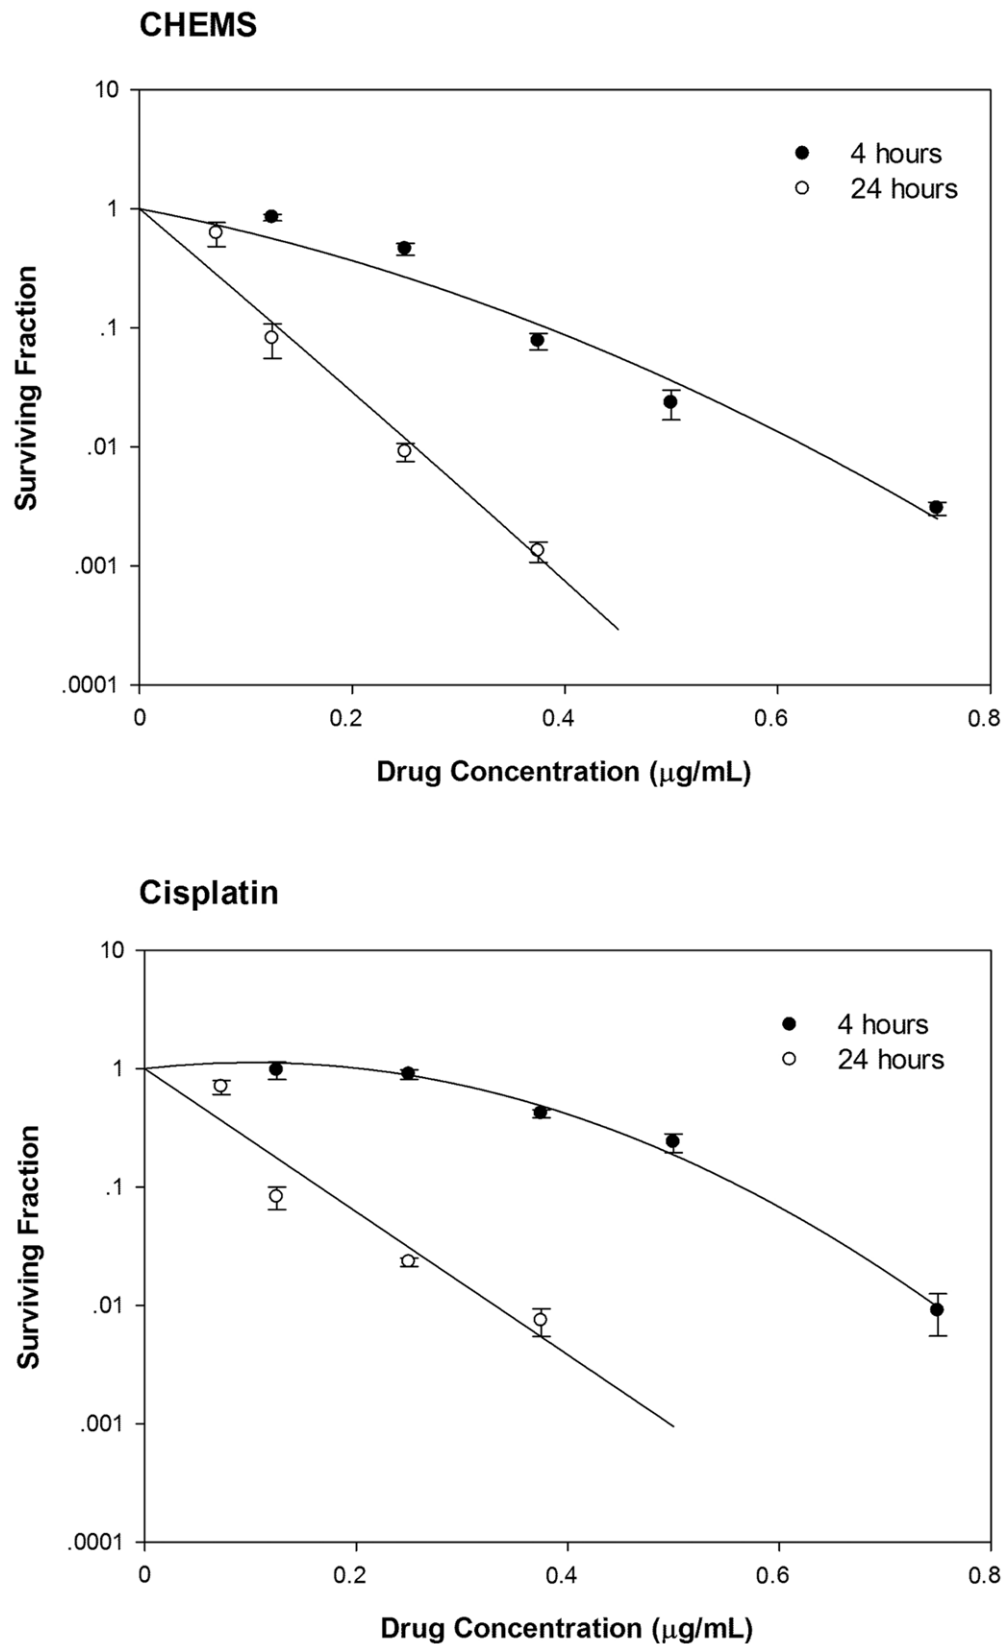 CHEMS
10
4 hours
24 hours
1
.1
.01
.001
.0001
Surviving Fraction
0 0.2 0.4 0.6 0.8
Drug Concentration (μg/mL)
Cisplatin
10
4 hours
24 hours
1
.1
.01
.001
.0001
Surviving Fraction
0 0.2 0.4 0.6 0.8
Drug Concentration (μg/mL)